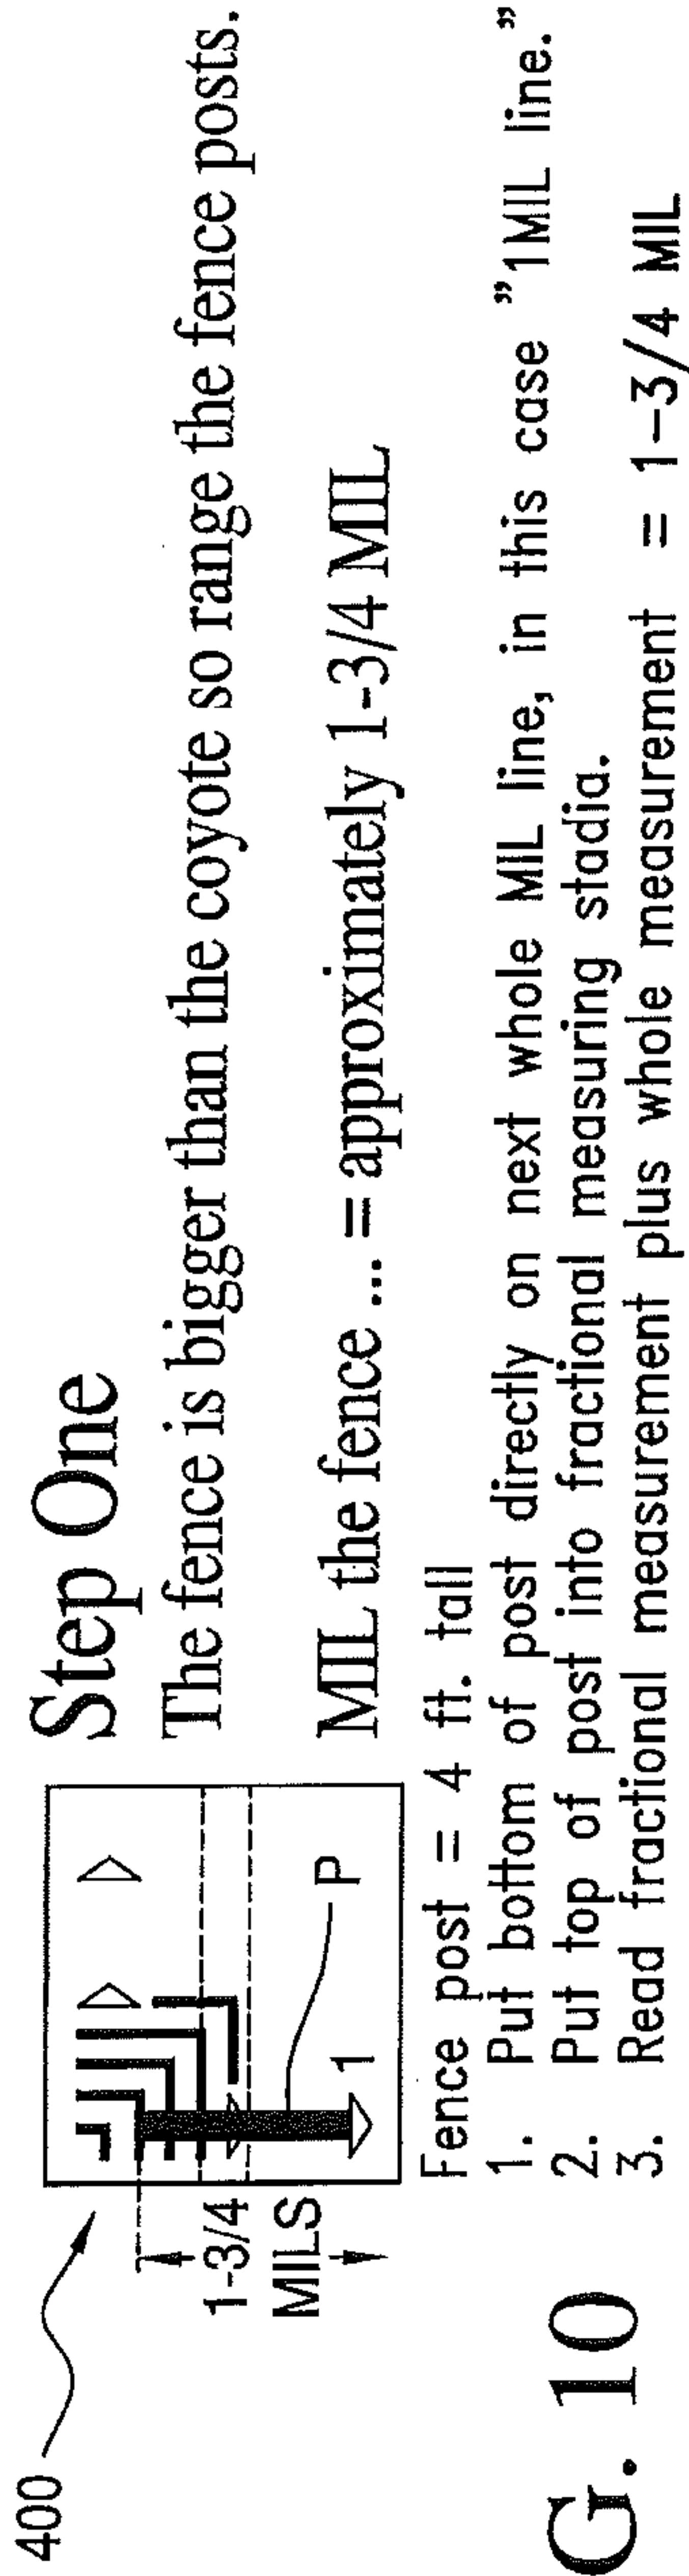 400
1-3/4
MILS
P
1
Step One
The fence is bigger than the coyote so range the fence posts.
MIL the fence ... = approximately 1-3/4 MIL
Fence post = 4 ft. tall
1. Put bottom of post directly on next whole MIL line, in this case "1MIL line."
2. Put top of post into fractional measuring stadia.
3. Read fractional measurement plus whole measurement = 1-3/4 MIL
G. 10